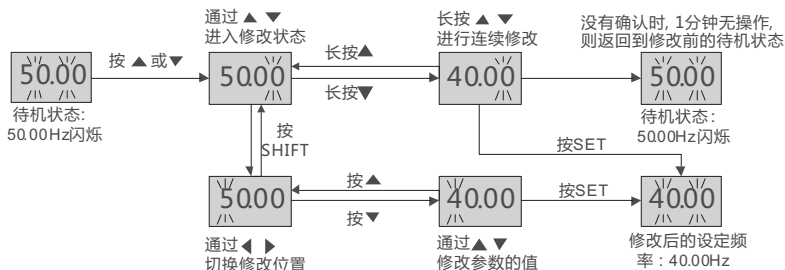 通过 ▲ ▼
进入修改状态
长按 ▲ ▼
进行连续修改
没有确认时, 1分钟无操作,
则返回到修改前的待机状态
50.00
按 ▲ 或▼
50.00
长按▲
长按▼
40.00
50.00
待机状态:
50.00Hz闪烁
待机状态:
50.00Hz闪烁
按
SHIFT
按SET
50.00
按▲
按▼
40.00
按SET
40.00
通过◀ ▶
切换修改位置
通过▲ ▼
修改参数的值
修改后的设定频
率：40.00Hz